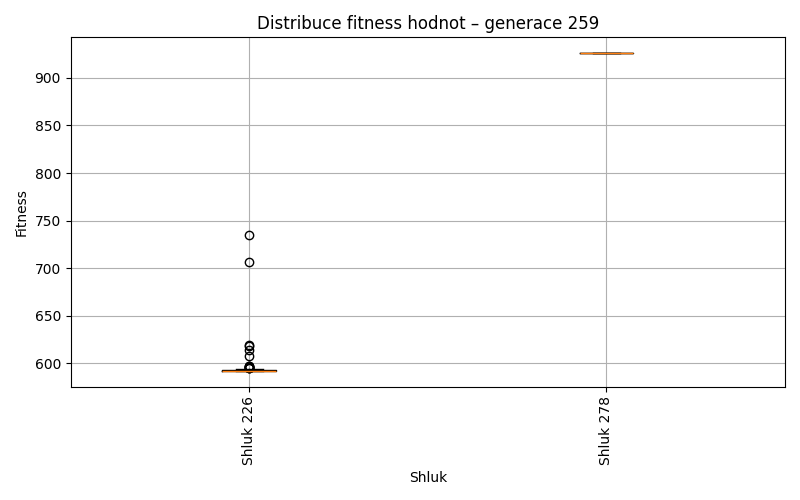 Distribuce fitness hodnot – generace 259
Fitness
900
850
800
750
700
650
600
Shluk 226
Shluk 278
Shluk